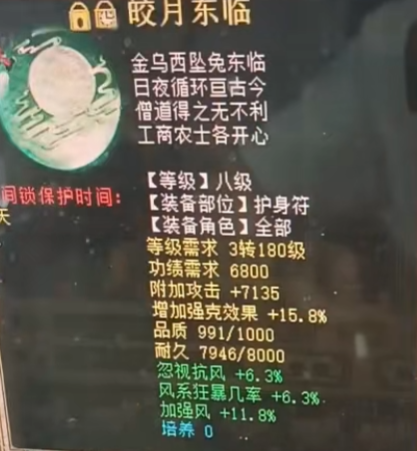 皎月东临
金乌西坠兔东临
日夜循环亘古今
僧道得之无不利
工商农士各开心
间锁保护时间：
天
【等级】八级
【装备部位】护身符
【装备角色】全部
等级需求 3转180级
功绩需求 6800
附加攻击 +7135
增加强克效果 +15.8%
品质 991/1000
耐久 7946/8000
忽视抗风 +6.3%
风系狂暴几率 +6.3%
加强风 +11.8%
培养 0